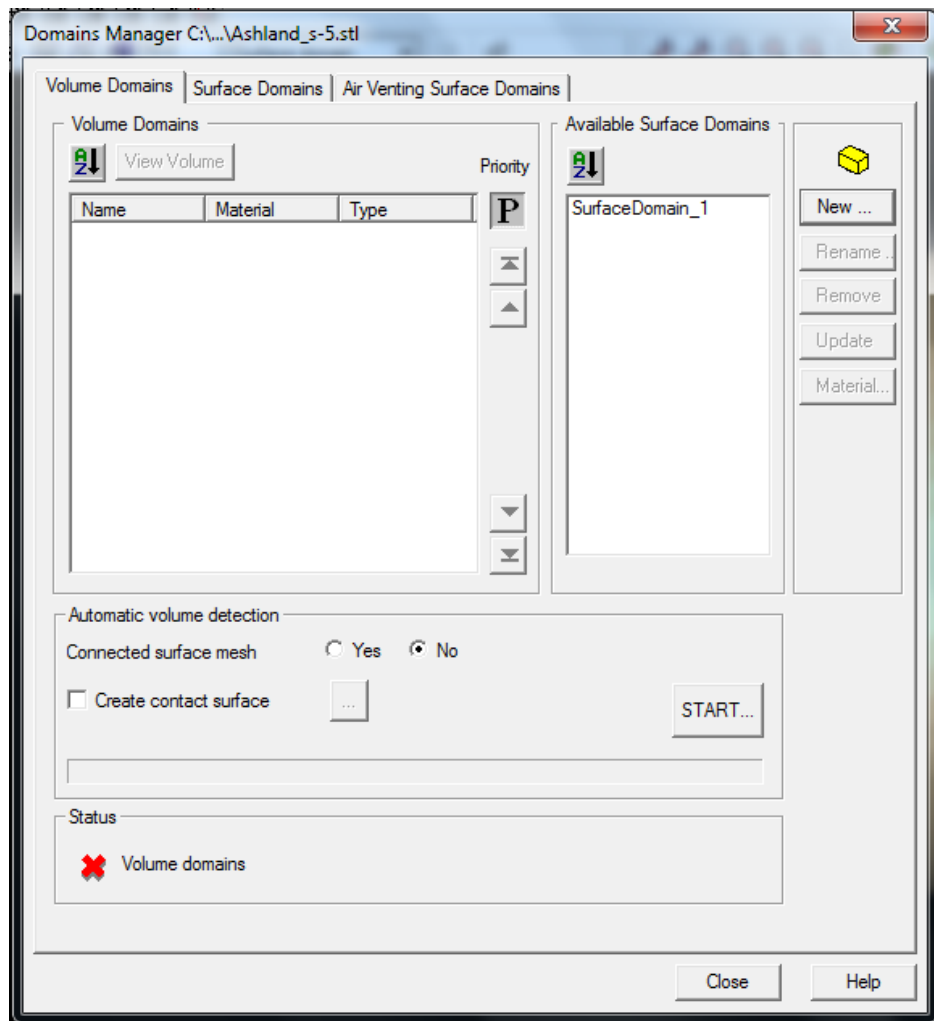 Domains Manager C:\...\Ashland_s-5.stl
X
Volume Domains
Surface Domains
Air Venting Surface Domains
Volume Domains
A
Z
View Volume
Priority
Name
Material
Type
P
Available Surface Domains
A
Z
SurfaceDomain_1
New ...
Rename ..
Remove
Update
Material...
Automatic volume detection
Connected surface mesh
Yes
No
Create contact surface
...
START...
Status
Volume domains
Close
Help